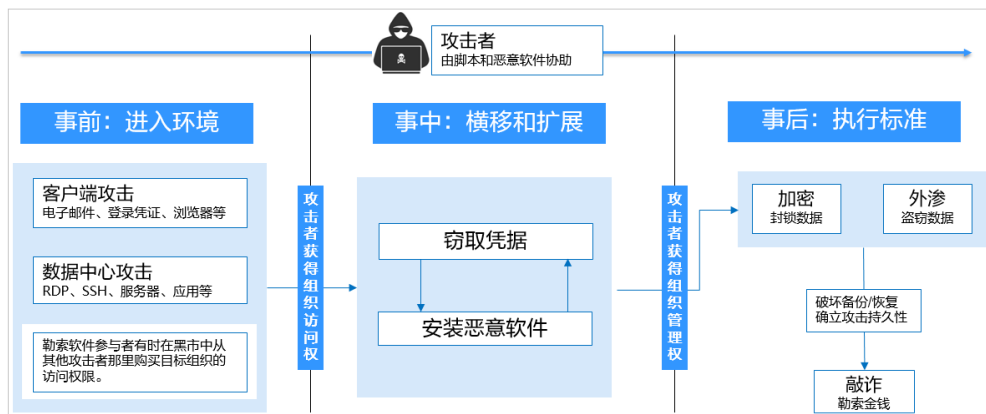 攻击者
由脚本和恶意软件协助
事前：进入环境
客户端攻击
电子邮件、登录凭证、浏览器等
数据中心攻击
RDP、SSH、服务器、应用等
勒索软件参与者有时在黑市中从
其他攻击者那里购买目标组织的
访问权限。
攻击者获得组织访问权
事中：横移和扩展
窃取凭据
安装恶意软件
攻击者获得组织管理权
事后：执行标准
加密
封锁数据
外渗
盗窃数据
破坏备份/恢复
确立攻击持久性
敲诈
勒索金钱